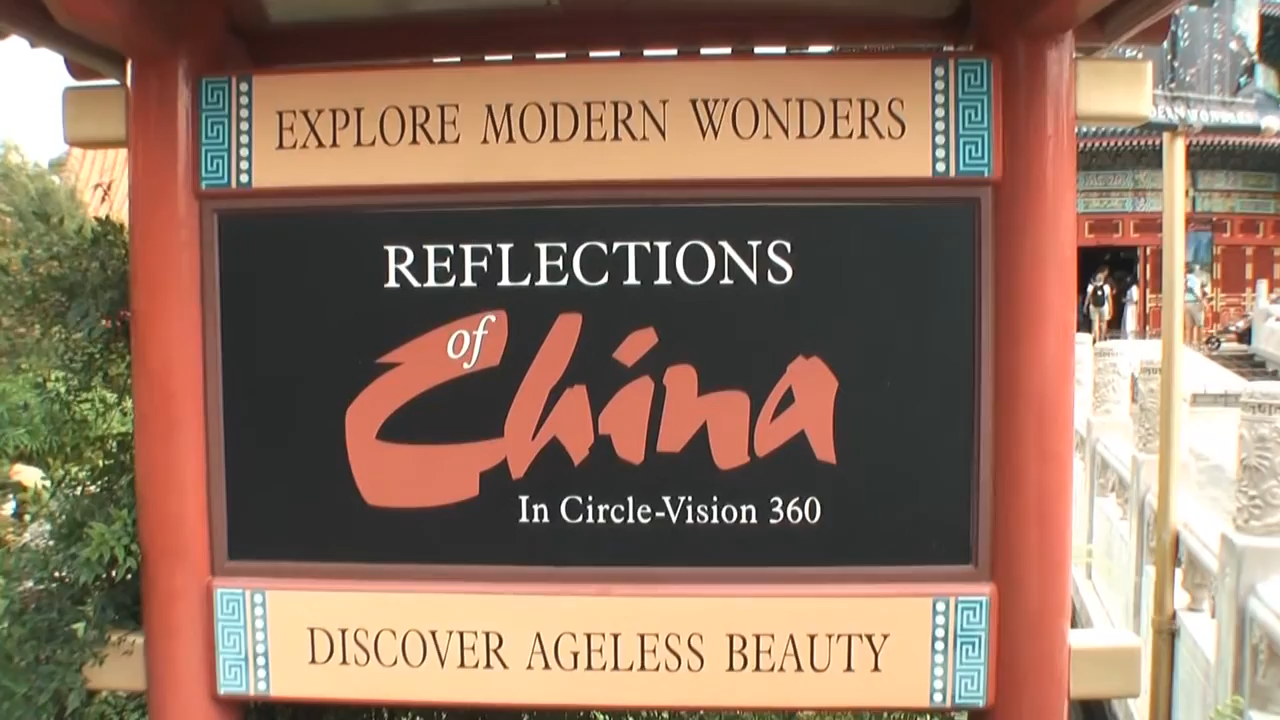 EXPLORE MODERN WONDERS
REFLECTIONS
of
China
In Circle-Vision 360
DISCOVER AGELESS BEAUTY